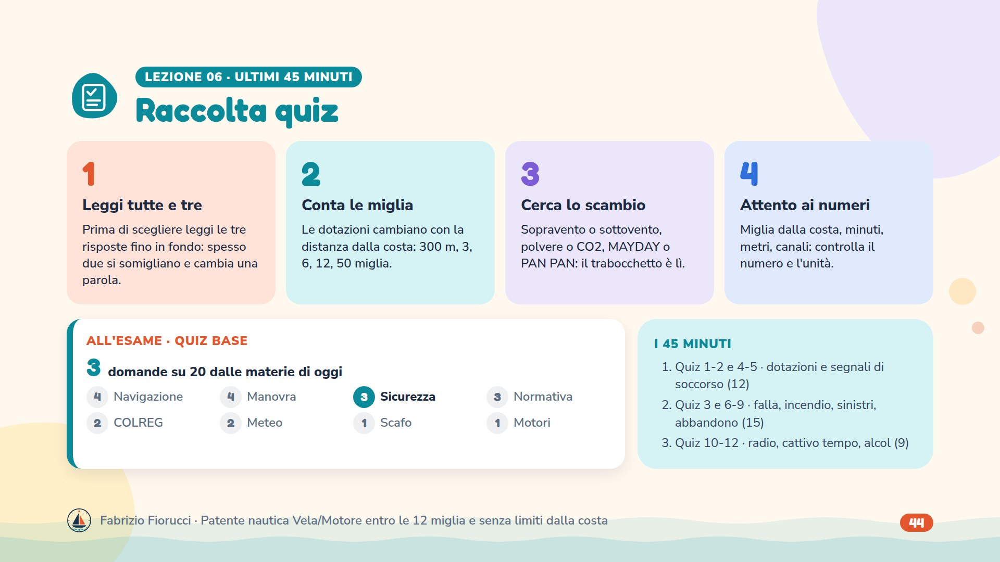 LEZIONE 06 · ULTIMI 45 MINUTI
Raccolta quiz
1
Leggi tutte e tre
Prima di scegliere leggi le tre
risposte fino in fondo: spesso
due si somigliano e cambia una
parola.
2
Conta le miglia
Le dotazioni cambiano con la
distanza dalla costa: 300 m, 3,
6, 12, 50 miglia.
3
Cerca lo scambio
Sopravento o sottovento,
polvere o CO2, MAYDAY o
PAN PAN: il trabocchetto è lì.
4
Attento ai numeri
Miglia dalla costa, minuti,
metri, canali: controlla il
numero e l'unità.
ALL'ESAME · QUIZ BASE
3 domande su 20 dalle materie di oggi
4 Navigazione 4 Manovra 3 Sicurezza 3 Normativa
2 COLREG 2 Meteo 1 Scafo 1 Motori
I 45 MINUTI
1. Quiz 1-2 e 4-5 · dotazioni e segnali di
soccorso (12)
2. Quiz 3 e 6-9 · falla, incendio, sinistri,
abbandono (15)
3. Quiz 10-12 · radio, cattivo tempo, alcol (9)
Fabrizio Fiorucci · Patente nautica Vela/Motore entro le 12 miglia e senza limiti dalla costa
44